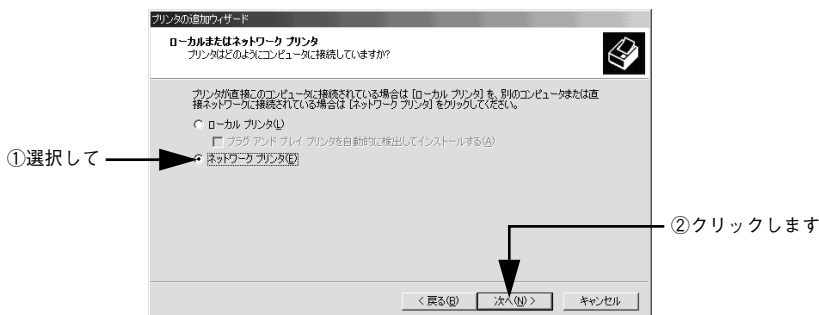 プリンタの追加ウィザード
ローカルまたはネットワーク プリンタ
プリンタはどのようにコンピュータに接続していますか?
プリンタが直接このコンピュータに接続されている場合は [ローカル プリンタ] を、別のコンピュータまたは直
接ネットワークに接続されている場合は [ネットワーク プリンタ] をクリックしてください。
ローカル プリンタ(L)
プラグ アンド プレイ プリンタを自動的に検出してインストールする(A)
①選択して
ネットワーク プリンタ(E)
②クリックします
< 戻る(B)
次へ(N) >
キャンセル